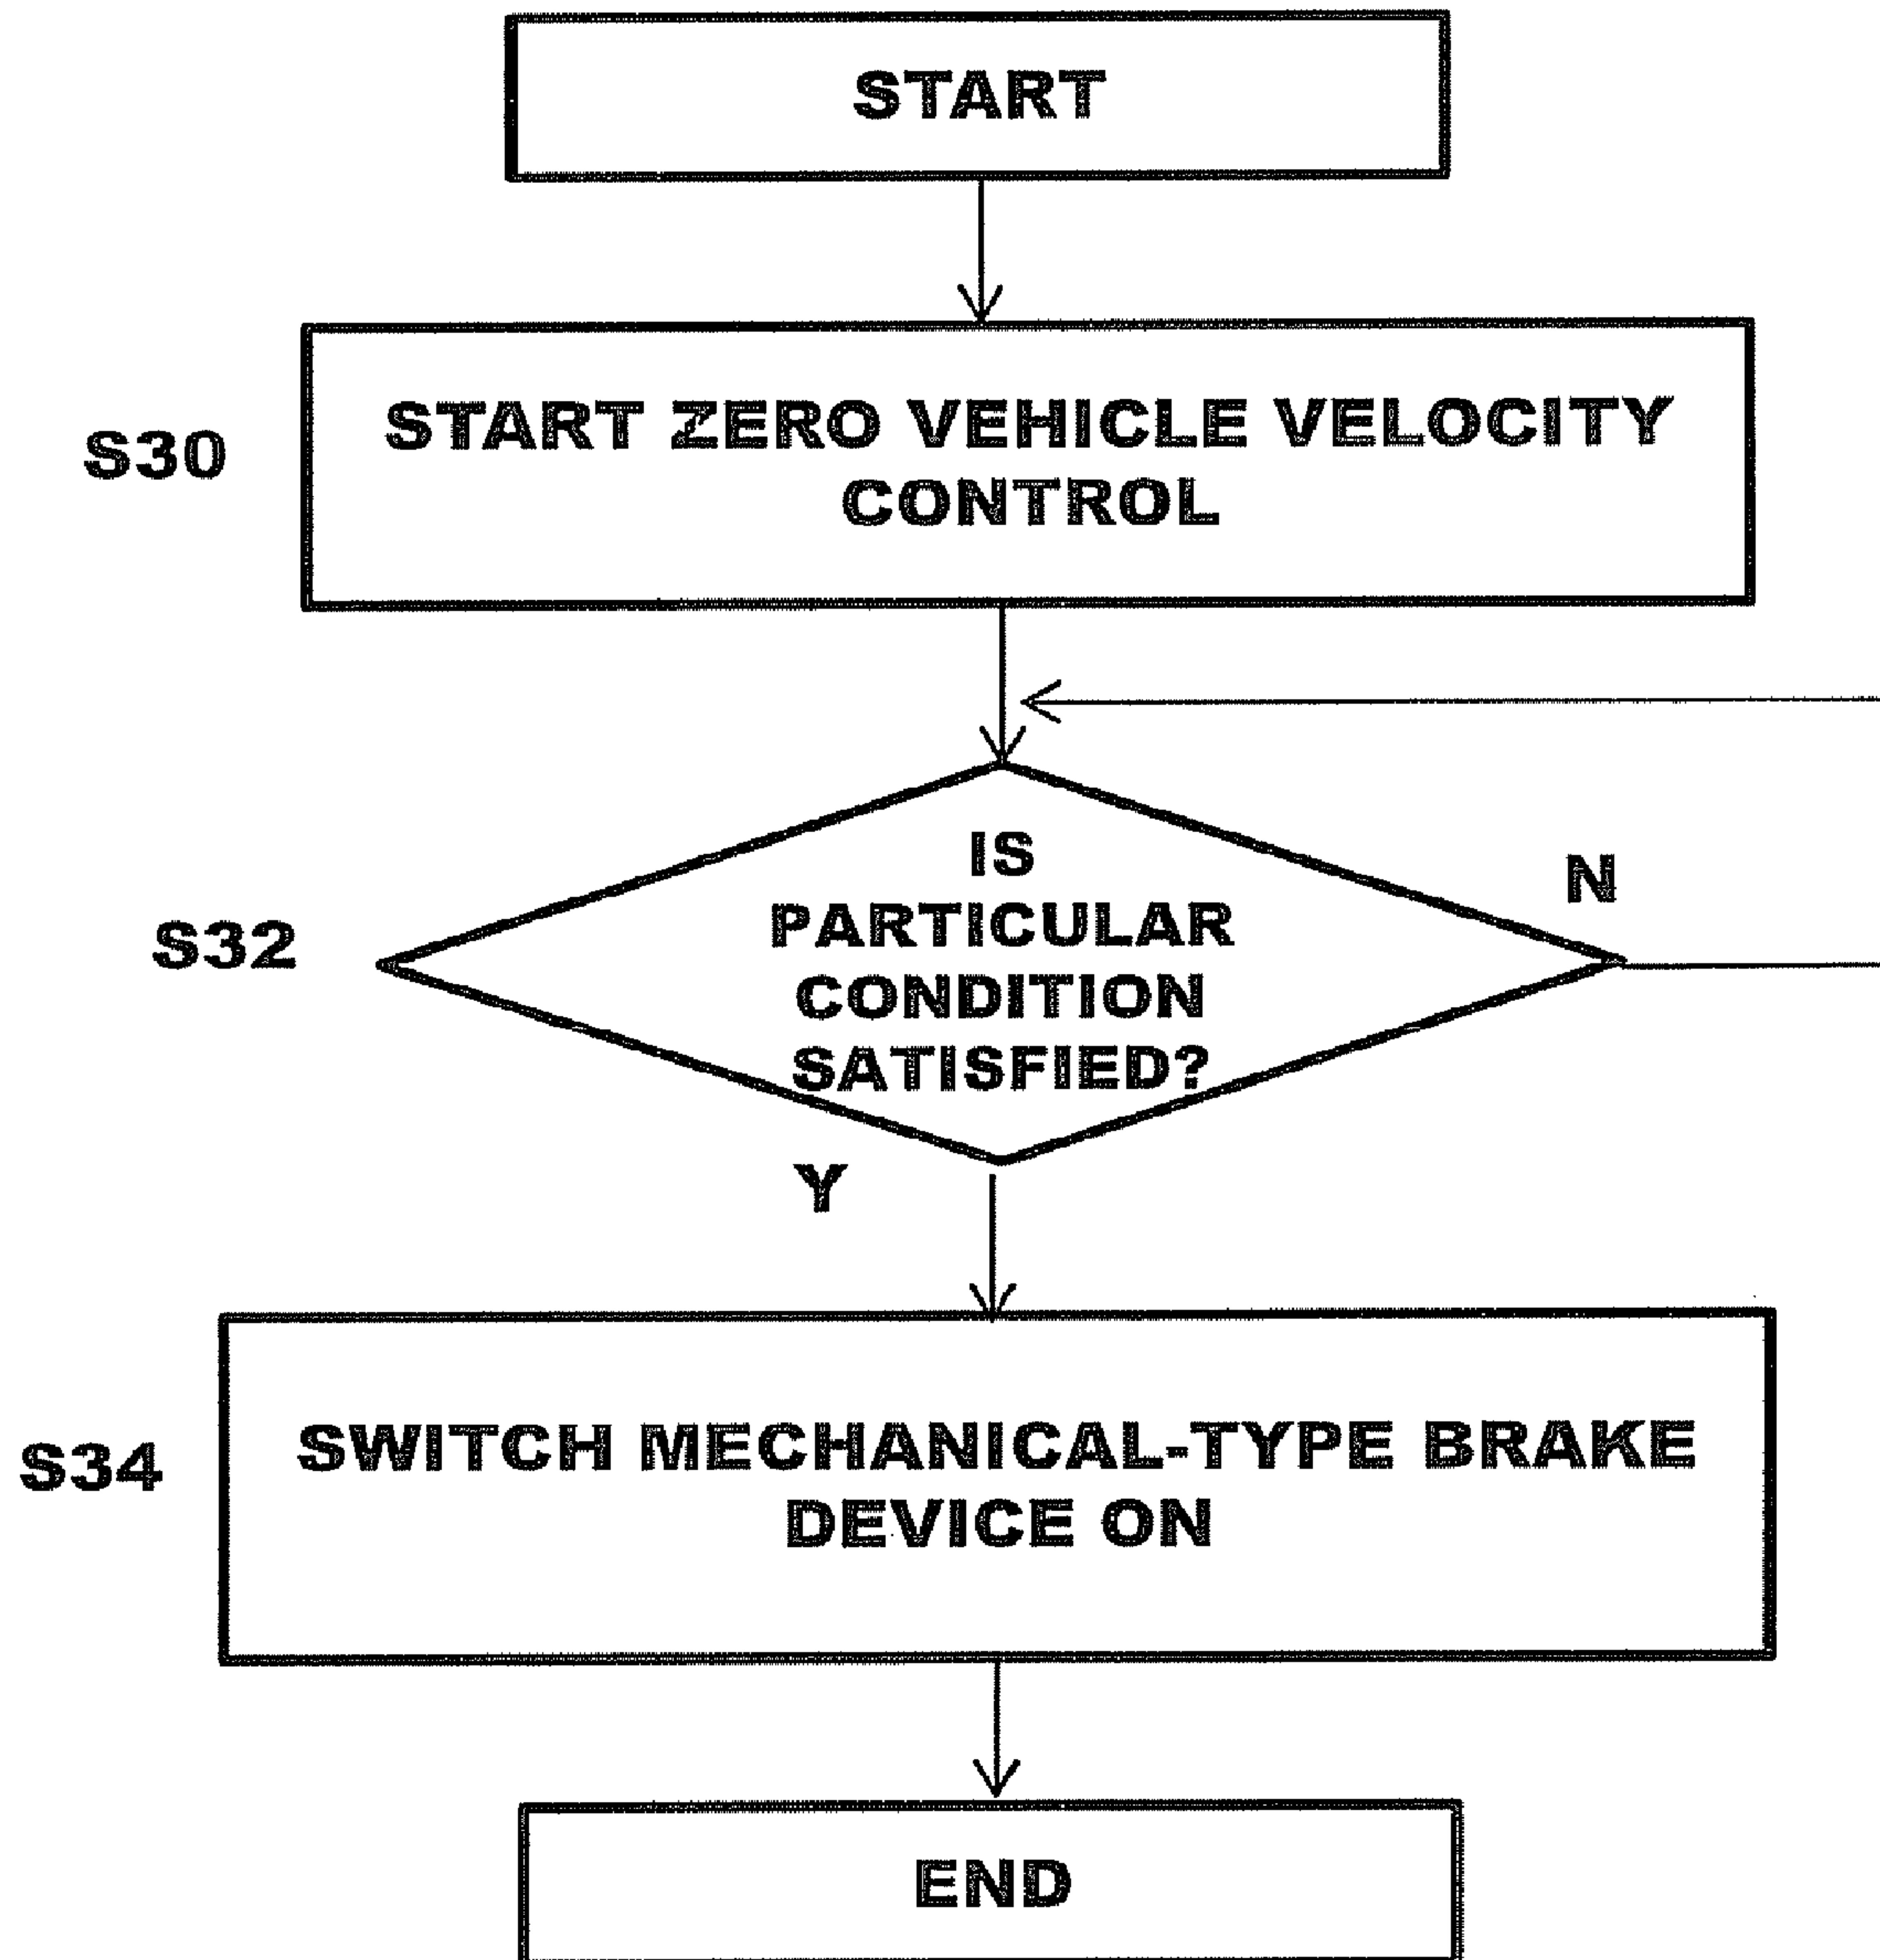 START
S30
START ZERO VEHICLE VELOCITY
CONTROL
S32
IS
PARTICULAR
CONDITION
SATISFIED?
N
Y
S34
SWITCH MECHANICAL-TYPE BRAKE
DEVICE ON
END